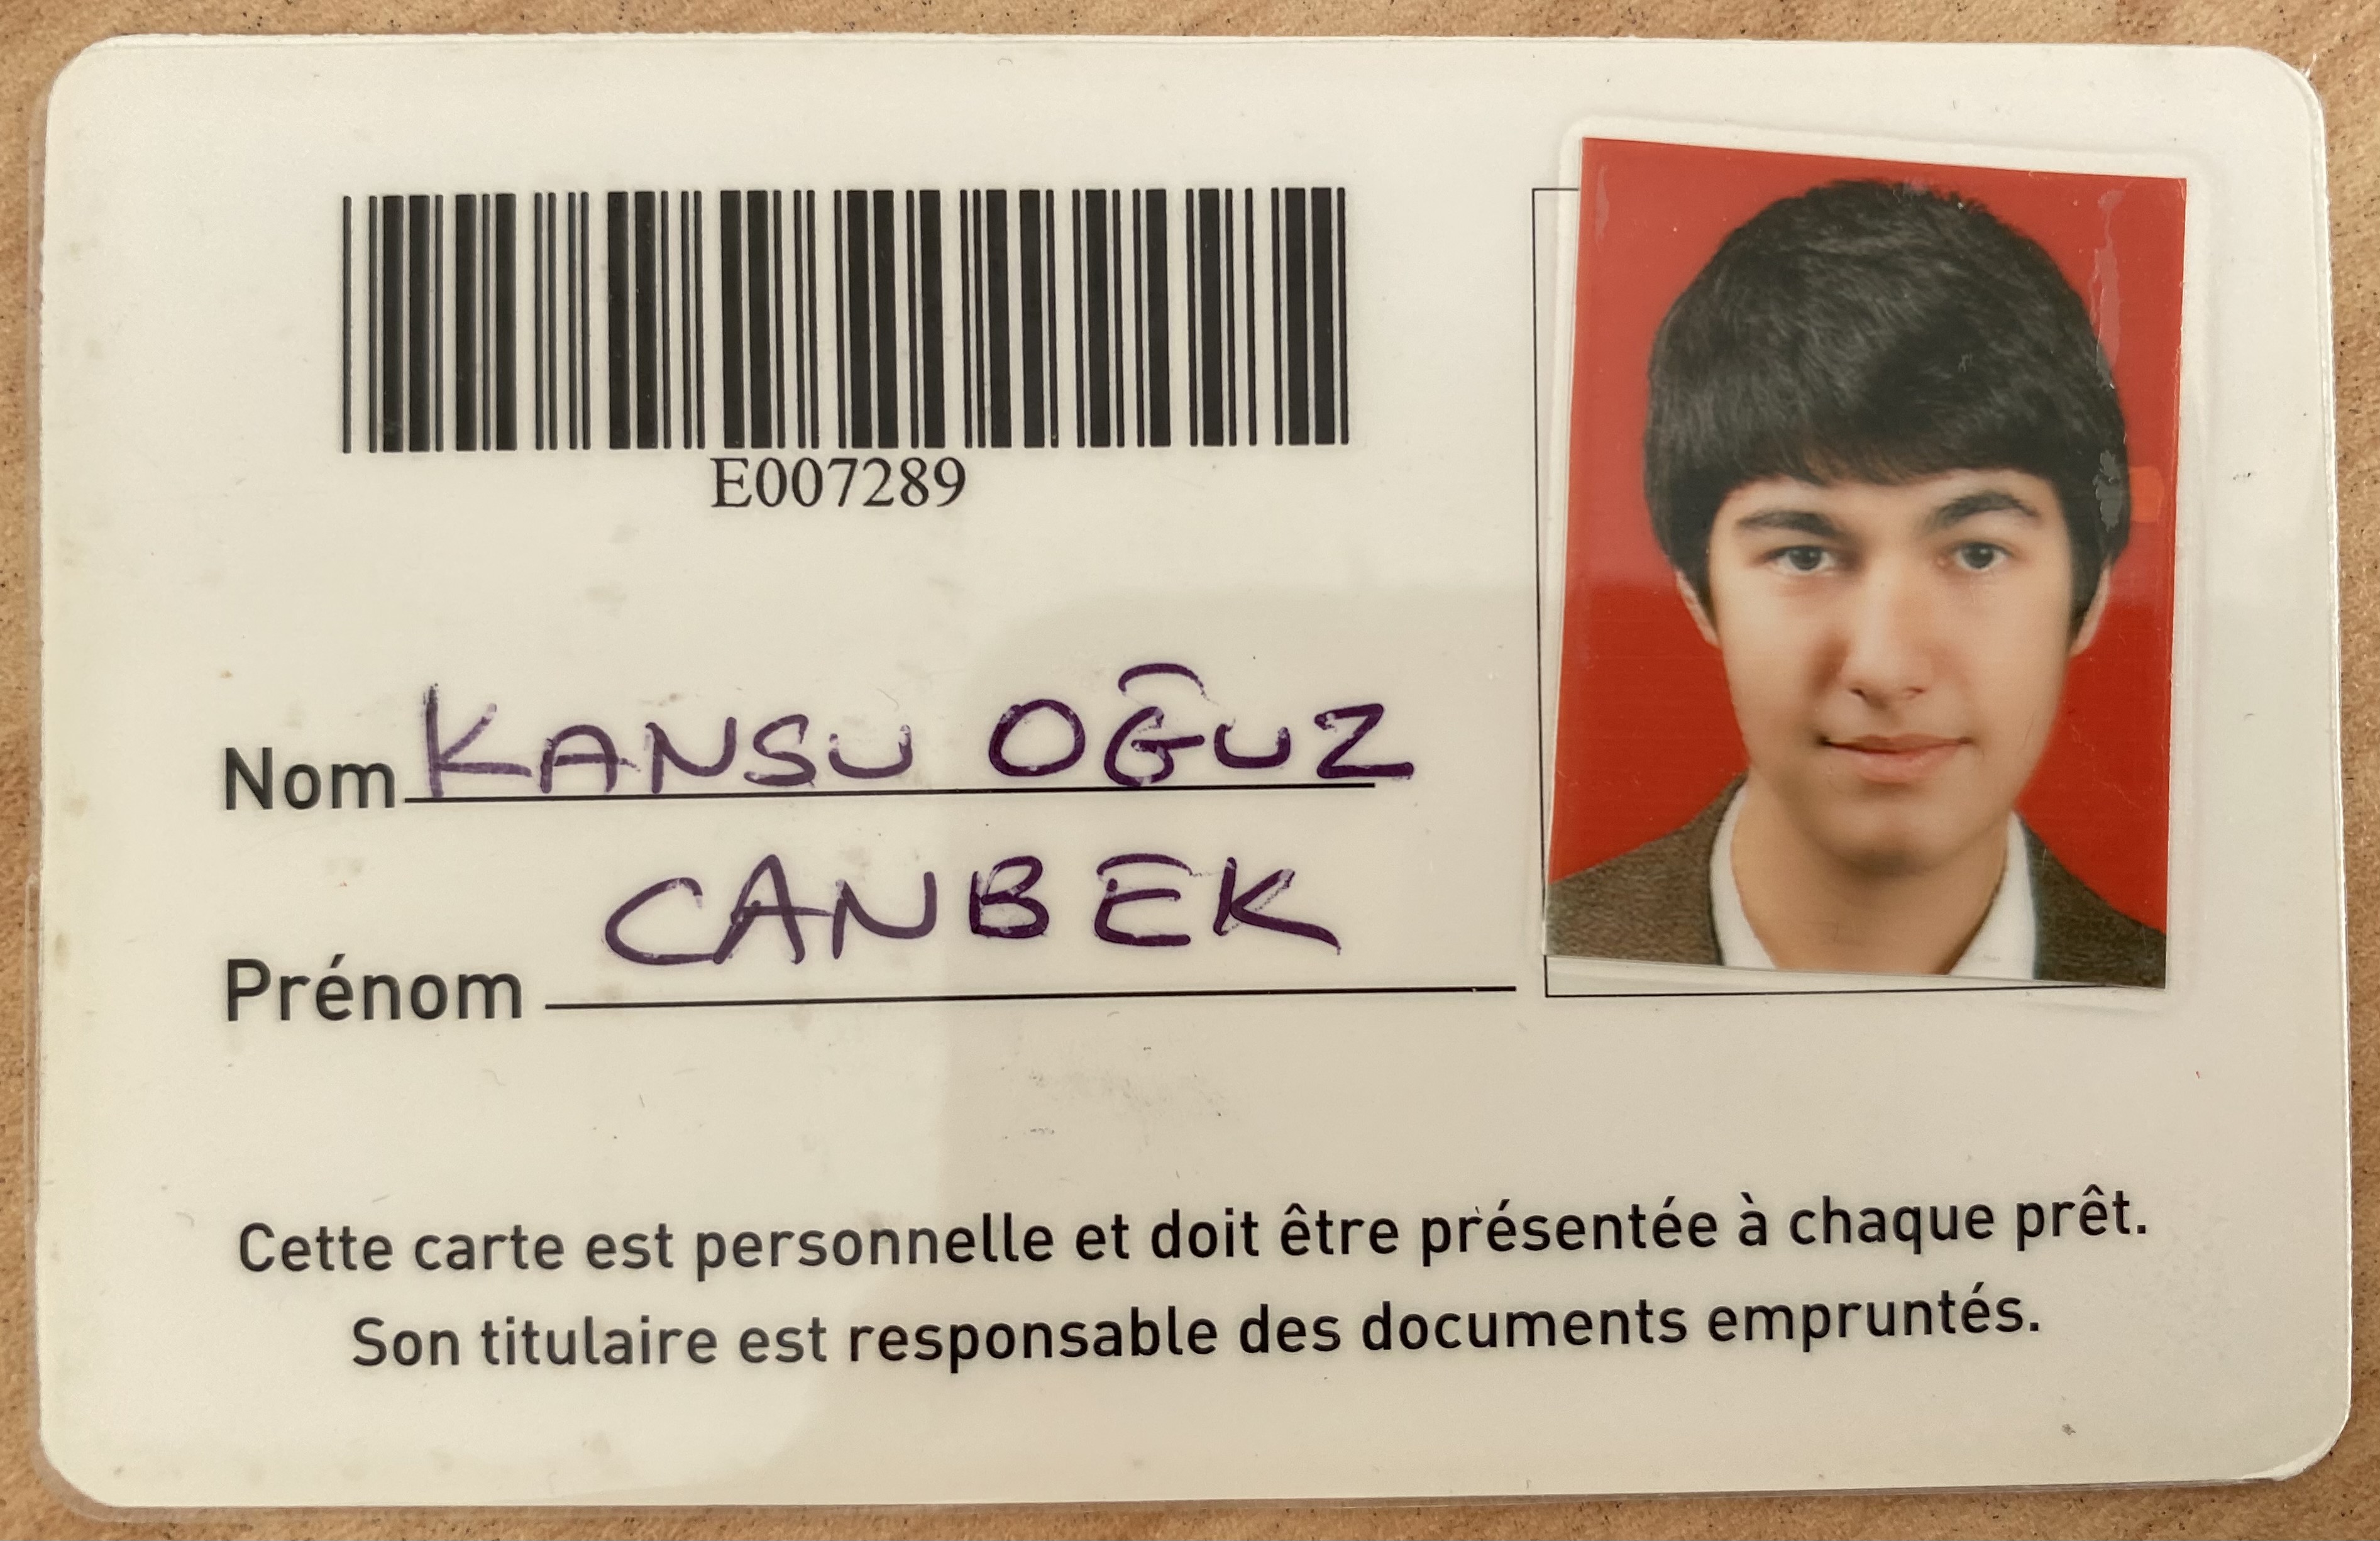 E007289
Nom KANSU OĞUZ
Prénom CANBEK
Cette carte est personnelle et doit être présentée à chaque prêt.
Son titulaire est responsable des documents empruntés.